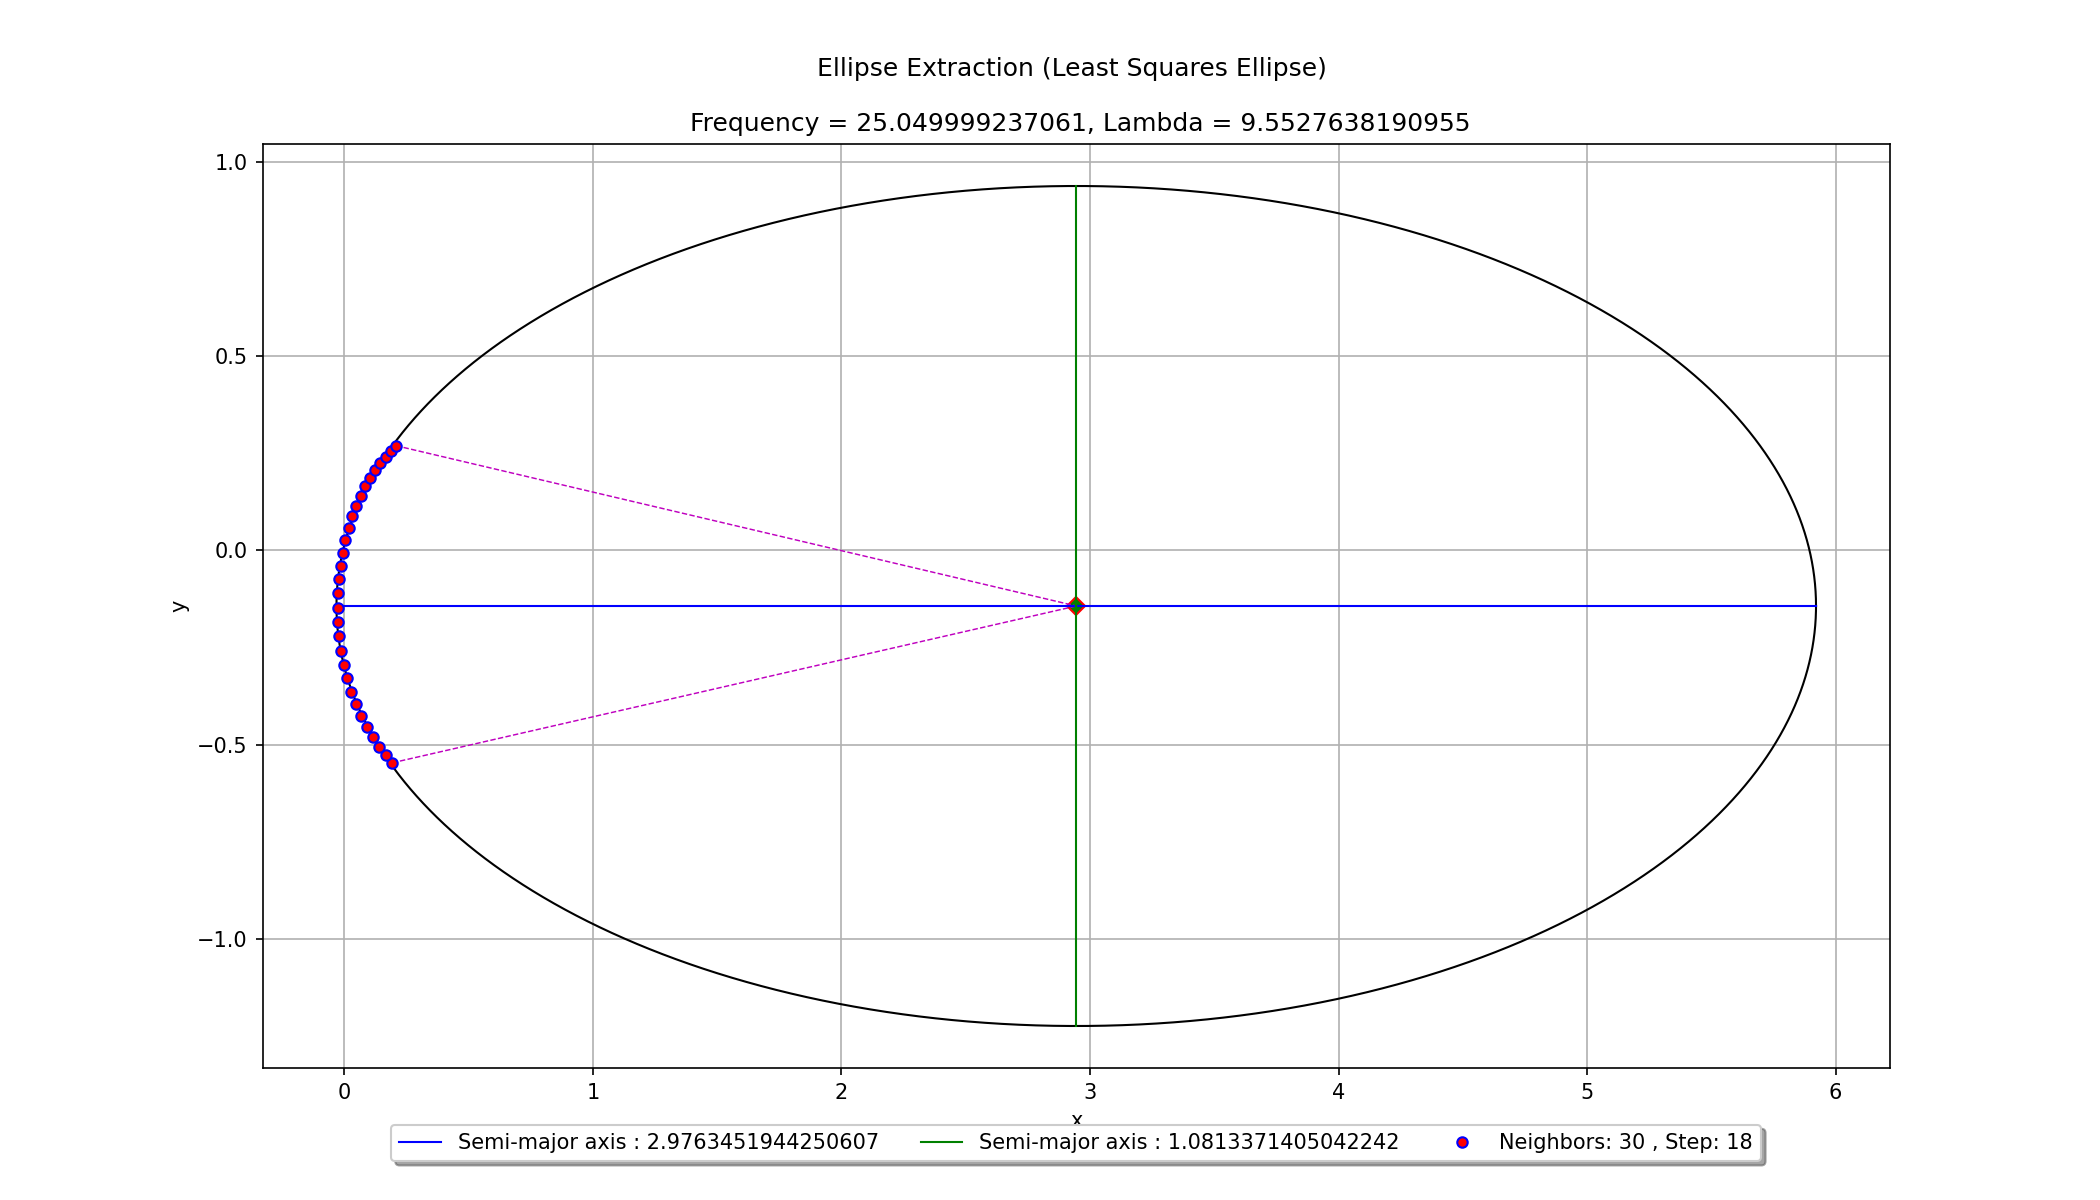 Ellipse Extraction (Least Squares Ellipse)
Frequency = 25.049999237061, Lambda = 9.5527638190955
1.0
0.5
0.0
−0.5
−1.0
y
0 1 2 3 4 5 6
x
Semi-major axis : 2.9763451944250607 Semi-major axis : 1.0813371405042242 Neighbors: 30 , Step: 18